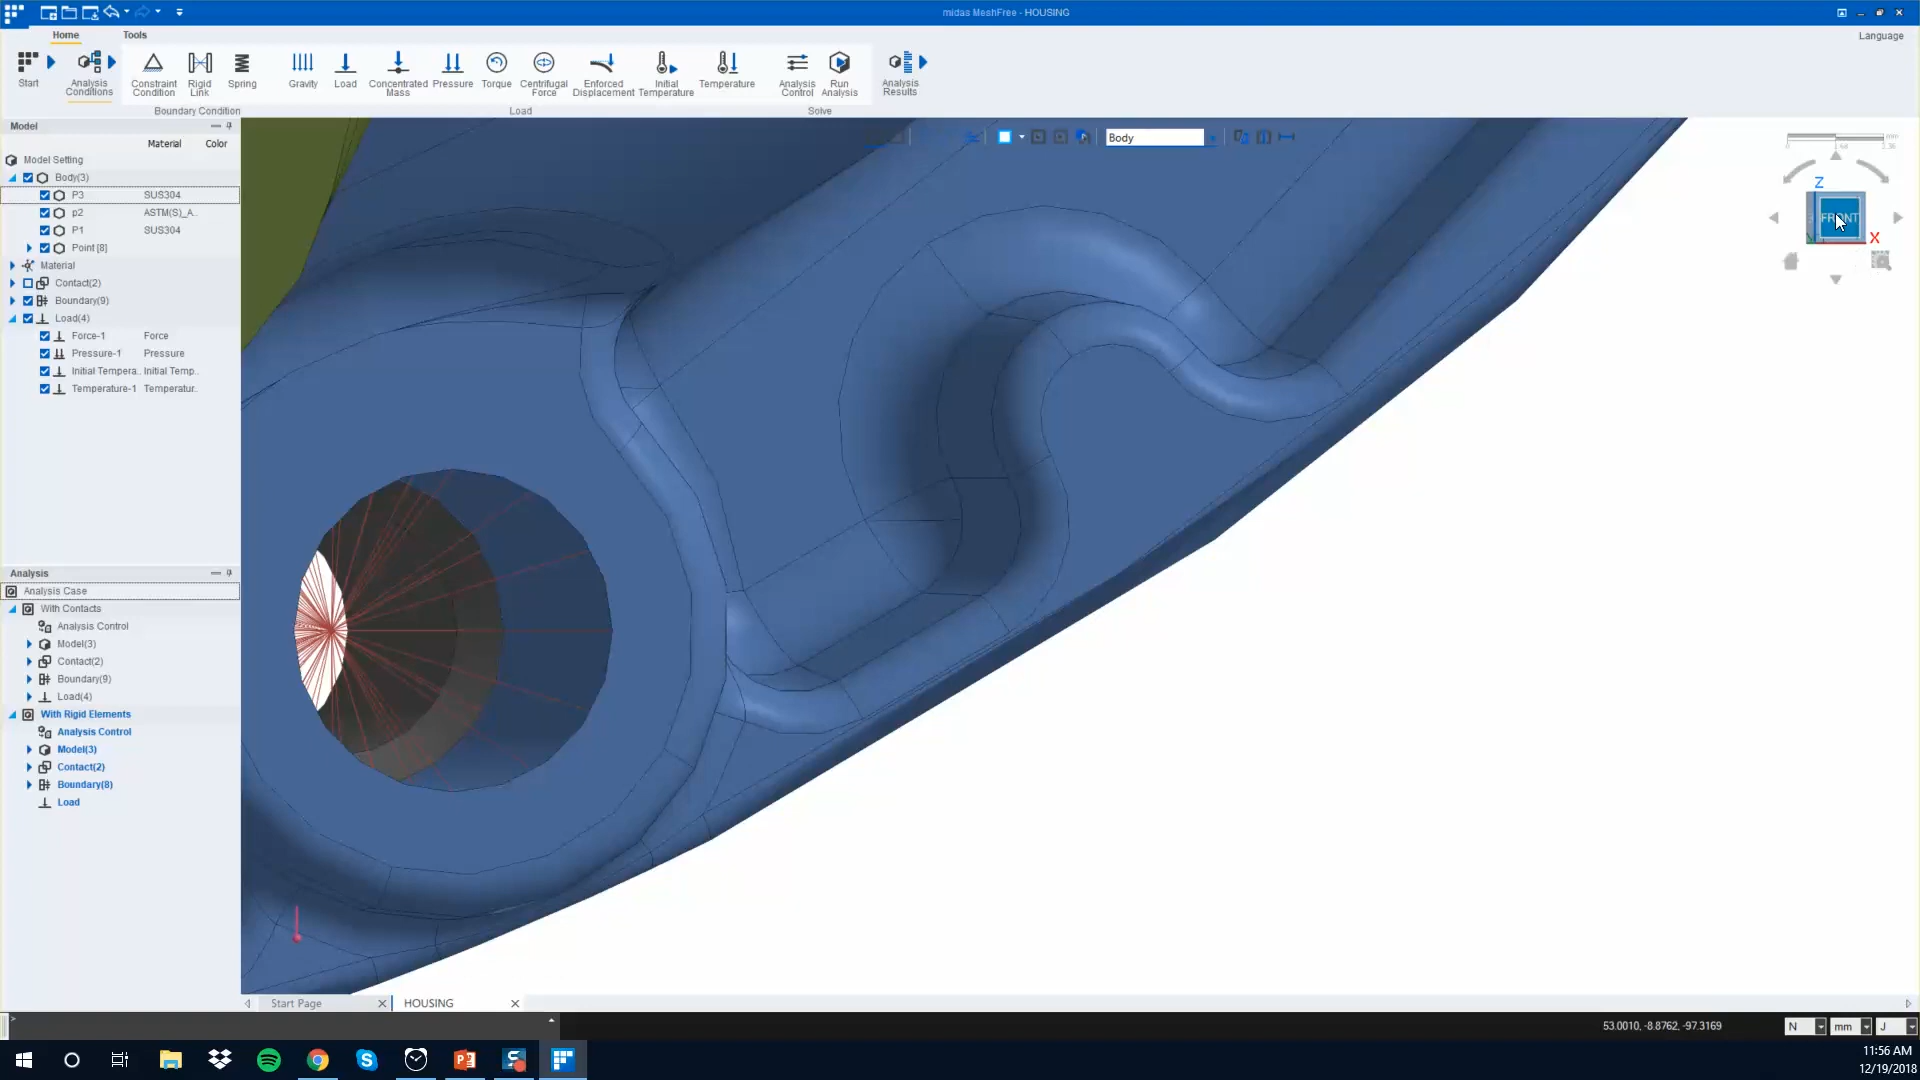 midas MeshFree - HOUSING
Home Tools Language
Start
Analysis Conditions
Constraint Condition
Rigid Link
Spring
Gravity
Load
Concentrated Mass
Pressure
Torque
Centrifugal Force
Enforced Displacement
Initial Temperature
Temperature
Analysis Control
Run Analysis
Analysis Results
Boundary Condition Load Solve
Model
Material Color
Model Setting
Body(3)
P3 SUS304
p2 ASTM(S)_A..
P1 SUS304
Point [8]
Material
Contact(2)
Boundary(9)
Load(4)
Force-1 Force
Pressure-1 Pressure
Initial Tempera.. Initial Temp..
Temperature-1 Temperatur..
Body
mm
Z
FRONT
X
Analysis
Analysis Case
With Contacts
Analysis Control
Model(3)
Contact(2)
Boundary(9)
Load(4)
With Rigid Elements
Analysis Control
Model(3)
Contact(2)
Boundary(8)
Load
Start Page HOUSING
>
53.0010, -8.8762, -97.3169 N mm J
11:56 AM
12/19/2018